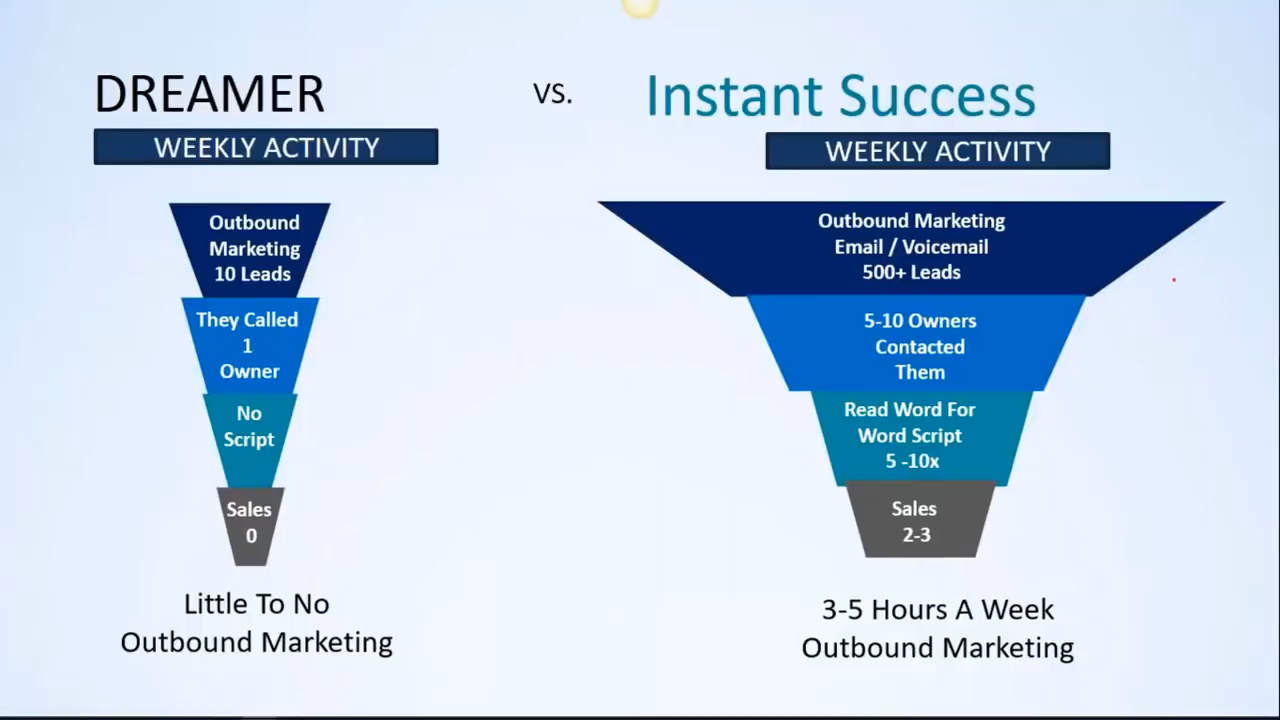 DREAMER
VS.
Instant Success
WEEKLY ACTIVITY
WEEKLY ACTIVITY
Outbound
Marketing
10 Leads
They Called
1
Owner
No
Script
Sales
0
Little To No
Outbound Marketing
Outbound Marketing
Email / Voicemail
500+ Leads
5-10 Owners
Contacted
Them
Read Word For
Word Script
5 -10x
Sales
2-3
3-5 Hours A Week
Outbound Marketing